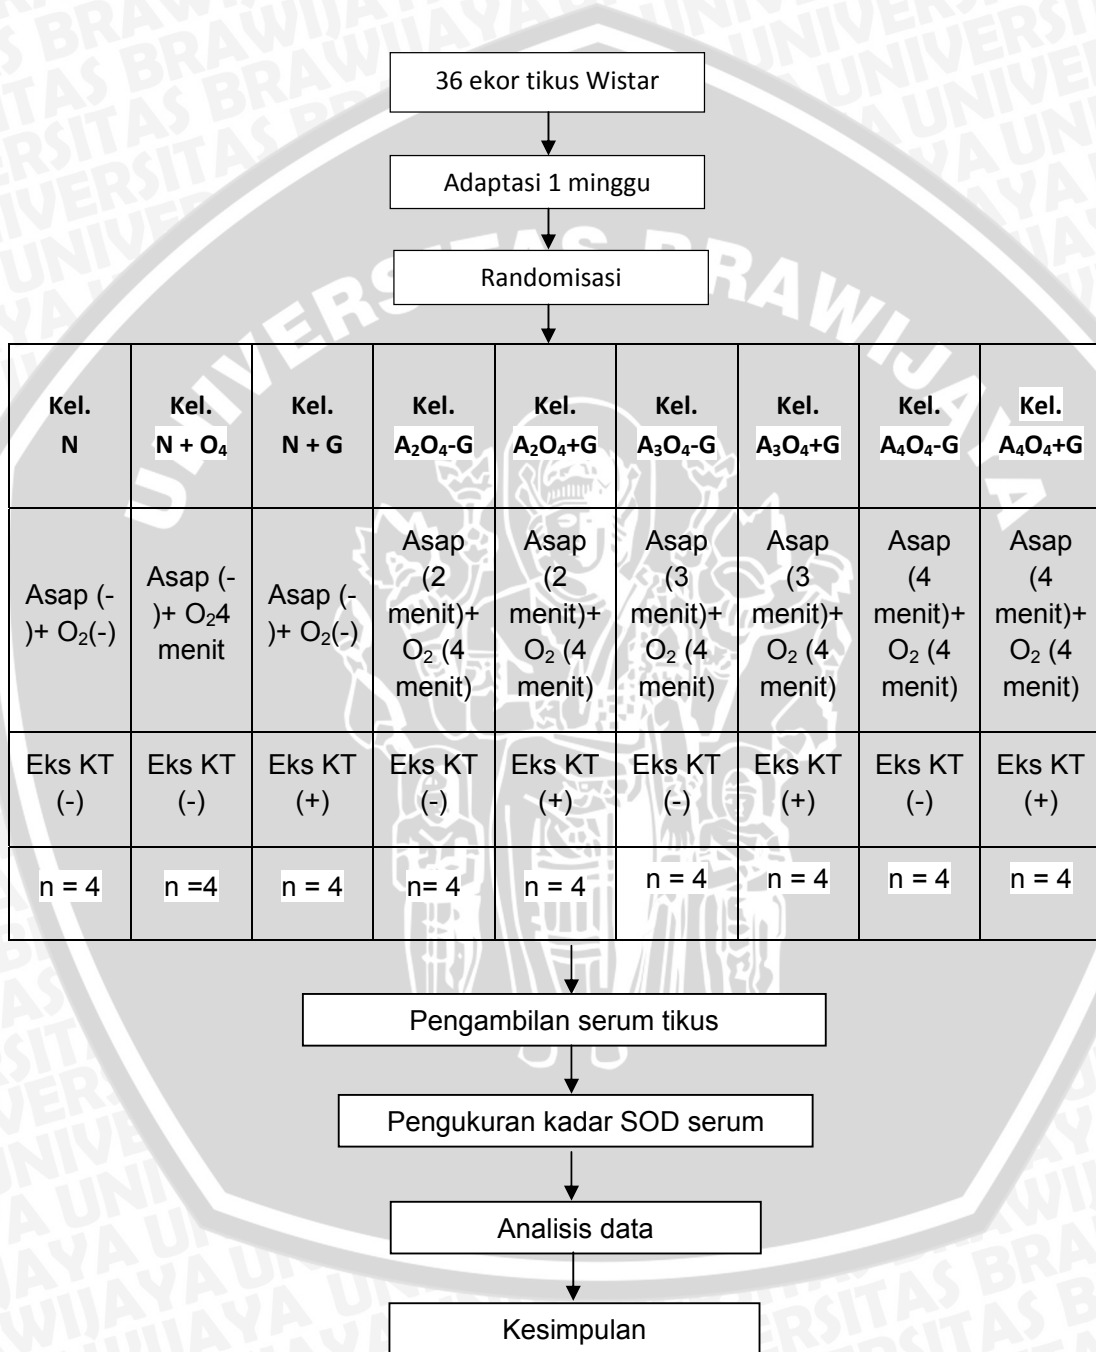 36 ekor tikus Wistar
Adaptasi 1 minggu
Randomisasi
Kel.
N
Kel.
N + O₄
Kel.
N + G
Kel.
A₂O₄-G
Kel.
A₂O₄+G
Kel.
A₃O₄-G
Kel.
A₃O₄+G
Kel.
A₄O₄-G
Kel.
A₄O₄+G
Asap (-
)+ O₂(-)
Asap (-
)+ O₂4
menit
Asap (-
)+ O₂(-)
Asap
(2
menit)+
O₂ (4
menit)
Asap
(2
menit)+
O₂ (4
menit)
Asap
(3
menit)+
O₂ (4
menit)
Asap
(3
menit)+
O₂ (4
menit)
Asap
(4
menit)+
O₂ (4
menit)
Asap
(4
menit)+
O₂ (4
menit)
Eks KT
(-)
Eks KT
(-)
Eks KT
(+)
Eks KT
(-)
Eks KT
(+)
Eks KT
(-)
Eks KT
(+)
Eks KT
(-)
Eks KT
(+)
n = 4
n =4
n = 4
n= 4
n = 4
n = 4
n = 4
n = 4
n = 4
Pengambilan serum tikus
Pengukuran kadar SOD serum
Analisis data
Kesimpulan
UNIVERSITAS BRAWIJAYA